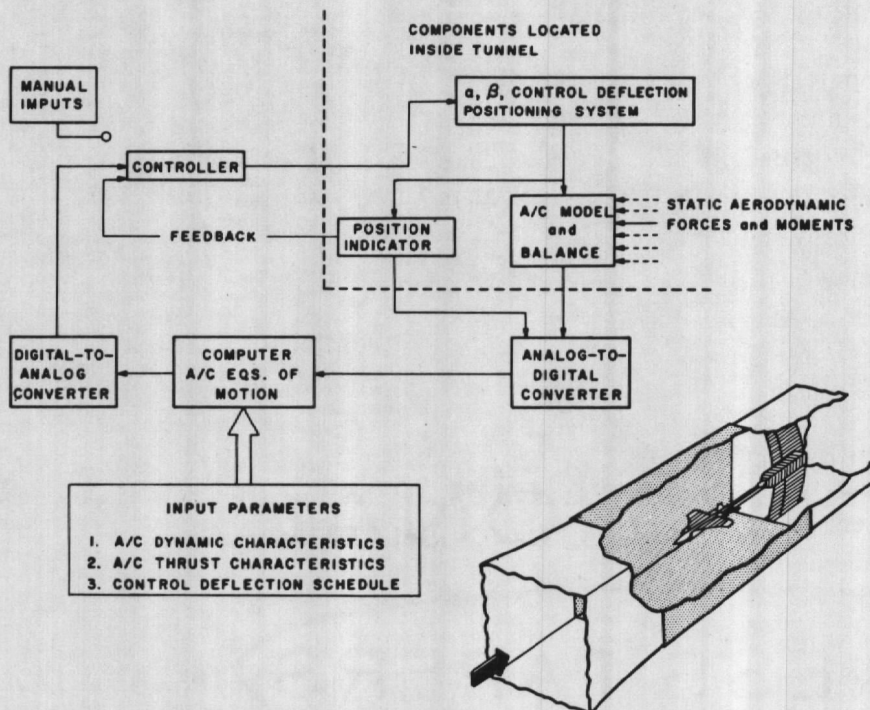 COMPONENTS LOCATED
INSIDE TUNNEL
MANUAL
IMPUTS
α, β, CONTROL DEFLECTION
POSITIONING SYSTEM
CONTROLLER
A/C MODEL
and
BALANCE
STATIC AERODYNAMIC
FORCES and MOMENTS
FEEDBACK
POSITION
INDICATOR
DIGITAL-TO-
ANALOG
CONVERTER
COMPUTER
A/C EQS. OF
MOTION
ANALOG-TO-
DIGITAL
CONVERTER
INPUT PARAMETERS
1. A/C DYNAMIC CHARACTERISTICS
2. A/C THRUST CHARACTERISTICS
3. CONTROL DEFLECTION SCHEDULE